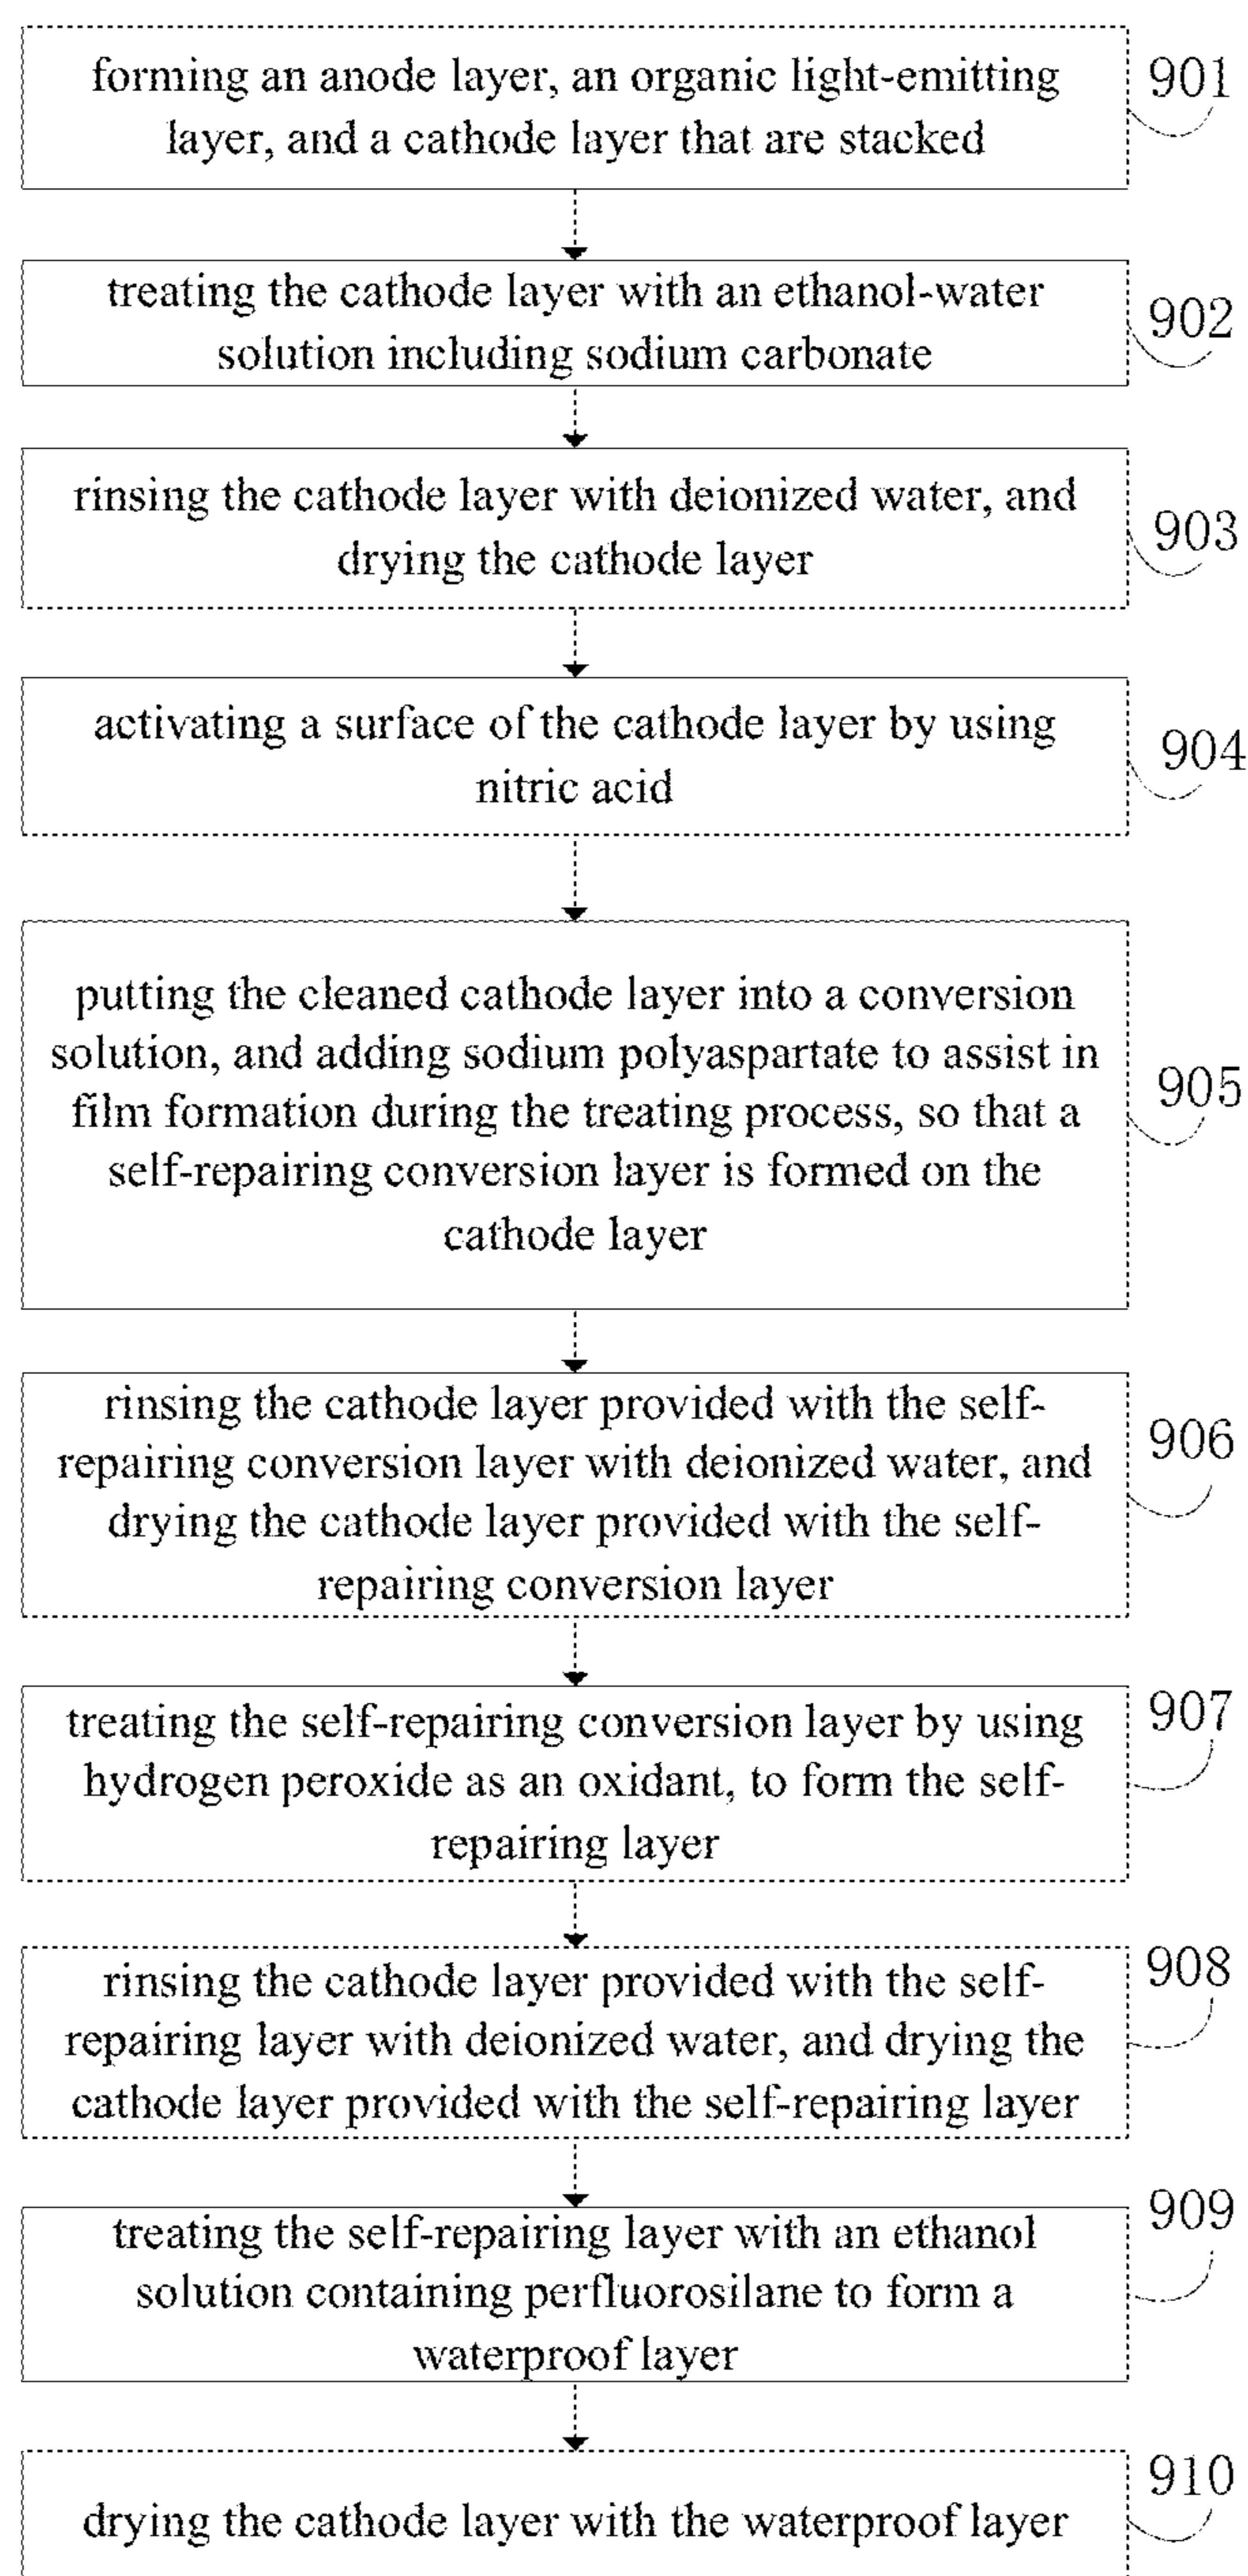 forming an anode layer, an organic light-emitting
layer, and a cathode layer that are stacked
901
treating the cathode layer with an ethanol-water
solution including sodium carbonate
902
rinsing the cathode layer with deionized water, and
drying the cathode layer
903
activating a surface of the cathode layer by using
nitric acid
904
putting the cleaned cathode layer into a conversion
solution, and adding sodium polyaspartate to assist in
film formation during the treating process, so that a
self-repairing conversion layer is formed on the
cathode layer
905
rinsing the cathode layer provided with the self-
repairing conversion layer with deionized water, and
drying the cathode layer provided with the self-
repairing conversion layer
906
treating the self-repairing conversion layer by using
hydrogen peroxide as an oxidant, to form the self-
repairing layer
907
rinsing the cathode layer provided with the self-
repairing layer with deionized water, and drying the
cathode layer provided with the self-repairing layer
908
treating the self-repairing layer with an ethanol
solution containing perfluorosilane to form a
waterproof layer
909
drying the cathode layer with the waterproof layer
910